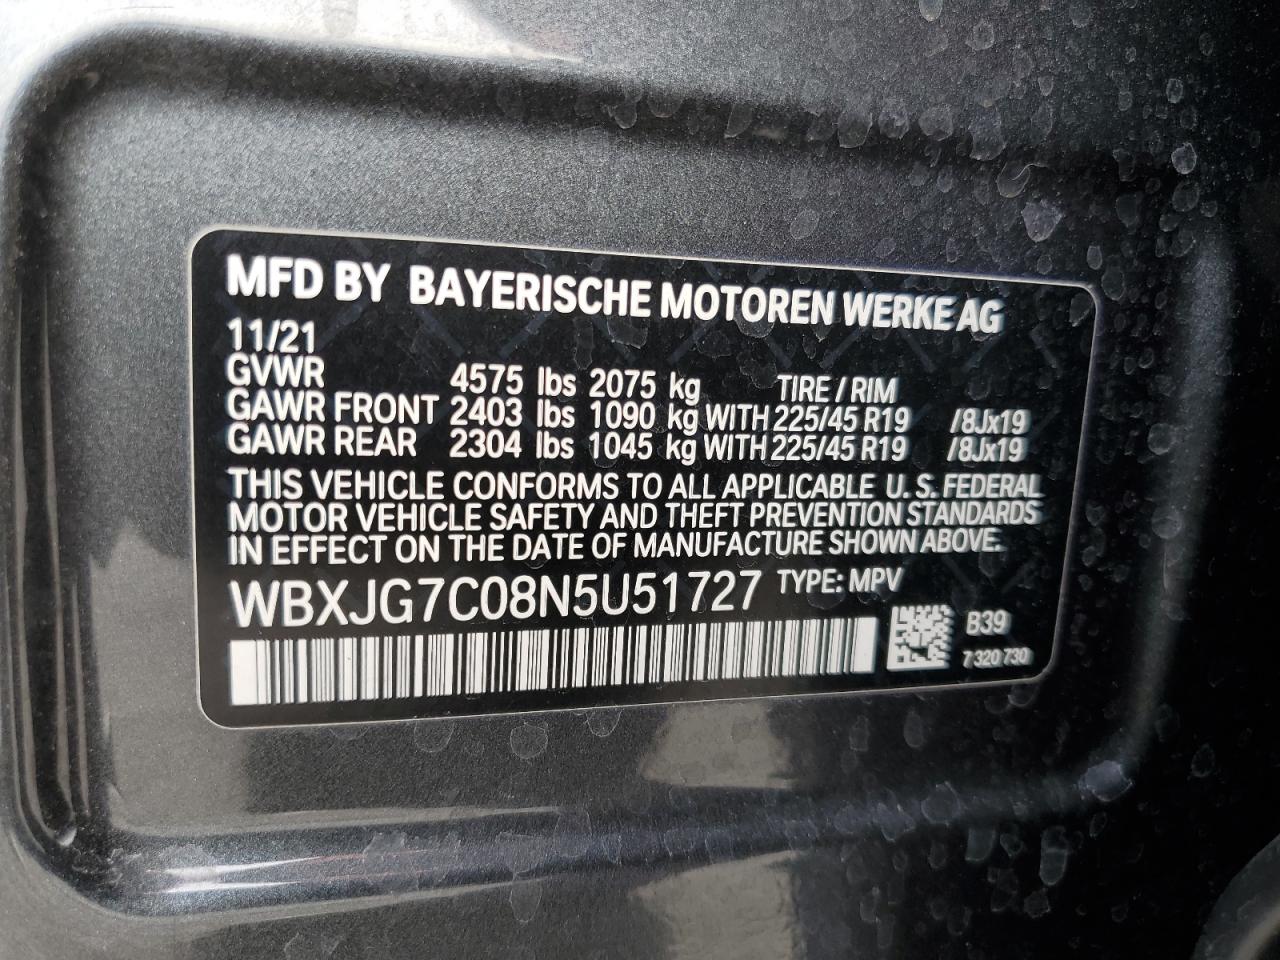 MFD BY BAYERISCHE MOTOREN WERKE AG
11/21
GVWR 4575 lbs 2075 kg TIRE / RIM
GAWR FRONT 2403 lbs 1090 kg WITH 225/45 R19 /8Jx19
GAWR REAR 2304 lbs 1045 kg WITH 225/45 R19 /8Jx19
THIS VEHICLE CONFORMS TO ALL APPLICABLE U. S. FEDERAL
MOTOR VEHICLE SAFETY AND THEFT PREVENTION STANDARDS
IN EFFECT ON THE DATE OF MANUFACTURE SHOWN ABOVE.
WBXJG7C08N5U51727 TYPE: MPV
B39
7 320 730